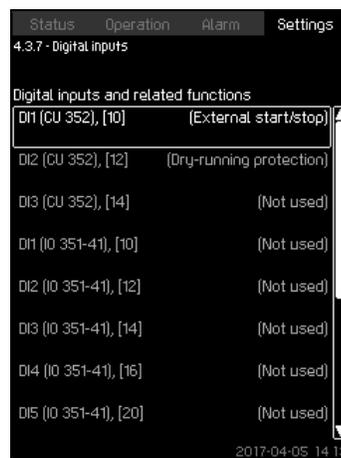 Status Operation Alarm Settings
4.3.7 - Digital inputs
Digital inputs and related functions
DI1 (CU 352), [10] (External start/stop)
DI2 (CU 352), [12] (Dry-running protection)
DI3 (CU 352), [14] (Not used)
DI1 (IO 351-41), [10] (Not used)
DI2 (IO 351-41), [12] (Not used)
DI3 (IO 351-41), [14] (Not used)
DI4 (IO 351-41), [16] (Not used)
DI5 (IO 351-41), [20] (Not used)
2017-04-05 14